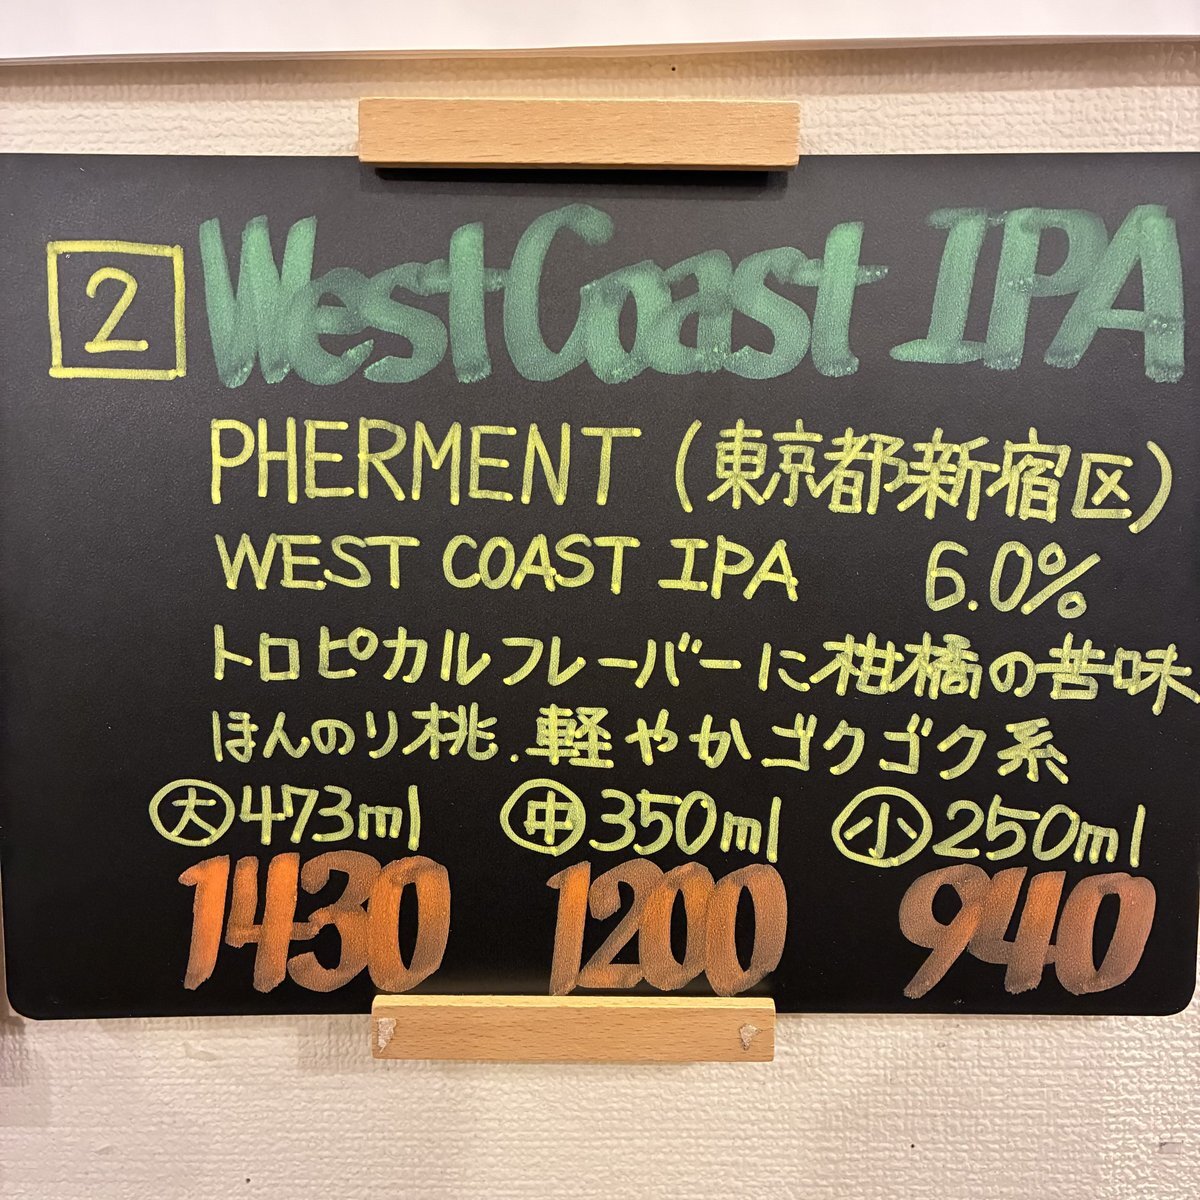 2 West Coast IPA
PHERMENT (東京都新宿区)
WEST COAST IPA 6.0%
トロピカルフレーバーに柑橘の苦味
ほんのり桃.軽やかゴクゴク系
大473ml 中350ml 小250ml
1430 1200 940